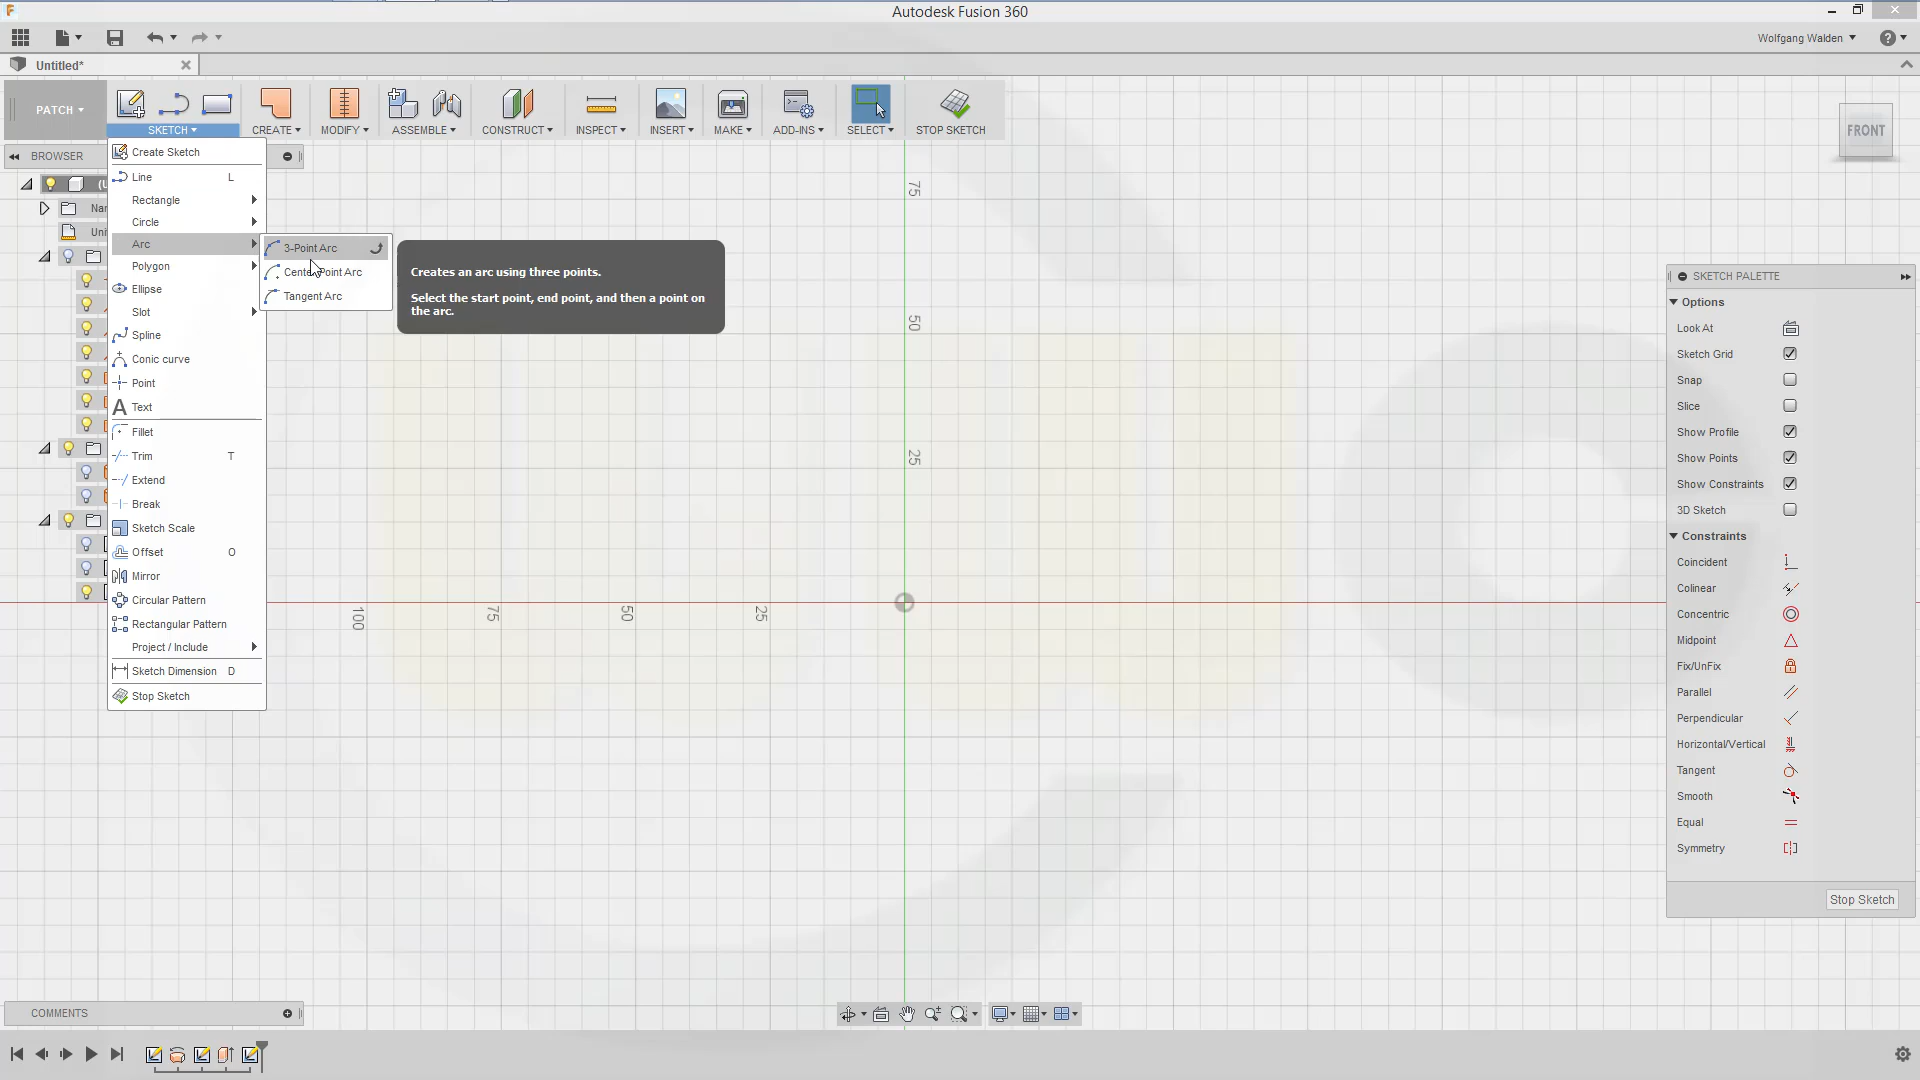 Autodesk Fusion 360
Wolfgang Walden
Untitled*
PATCH
SKETCH
CREATE
MODIFY
ASSEMBLE
CONSTRUCT
INSPECT
INSERT
MAKE
ADD-INS
SELECT
STOP SKETCH
FRONT
BROWSER
Create Sketch
Line L
Rectangle
Circle
Arc
Polygon
Ellipse
Slot
Spline
Conic curve
Point
Text
Fillet
Trim T
Extend
Break
Sketch Scale
Offset O
Mirror
Circular Pattern
Rectangular Pattern
Project / Include
Sketch Dimension D
Stop Sketch
3-Point Arc
Center Point Arc
Tangent Arc
Creates an arc using three points.
Select the start point, end point, and then a point on
the arc.
75
50
25
100
75
50
25
SKETCH PALETTE
Options
Look At
Sketch Grid
Snap
Slice
Show Profile
Show Points
Show Constraints
3D Sketch
Constraints
Coincident
Colinear
Concentric
Midpoint
Fix/UnFix
Parallel
Perpendicular
Horizontal/Vertical
Tangent
Smooth
Equal
Symmetry
Stop Sketch
COMMENTS